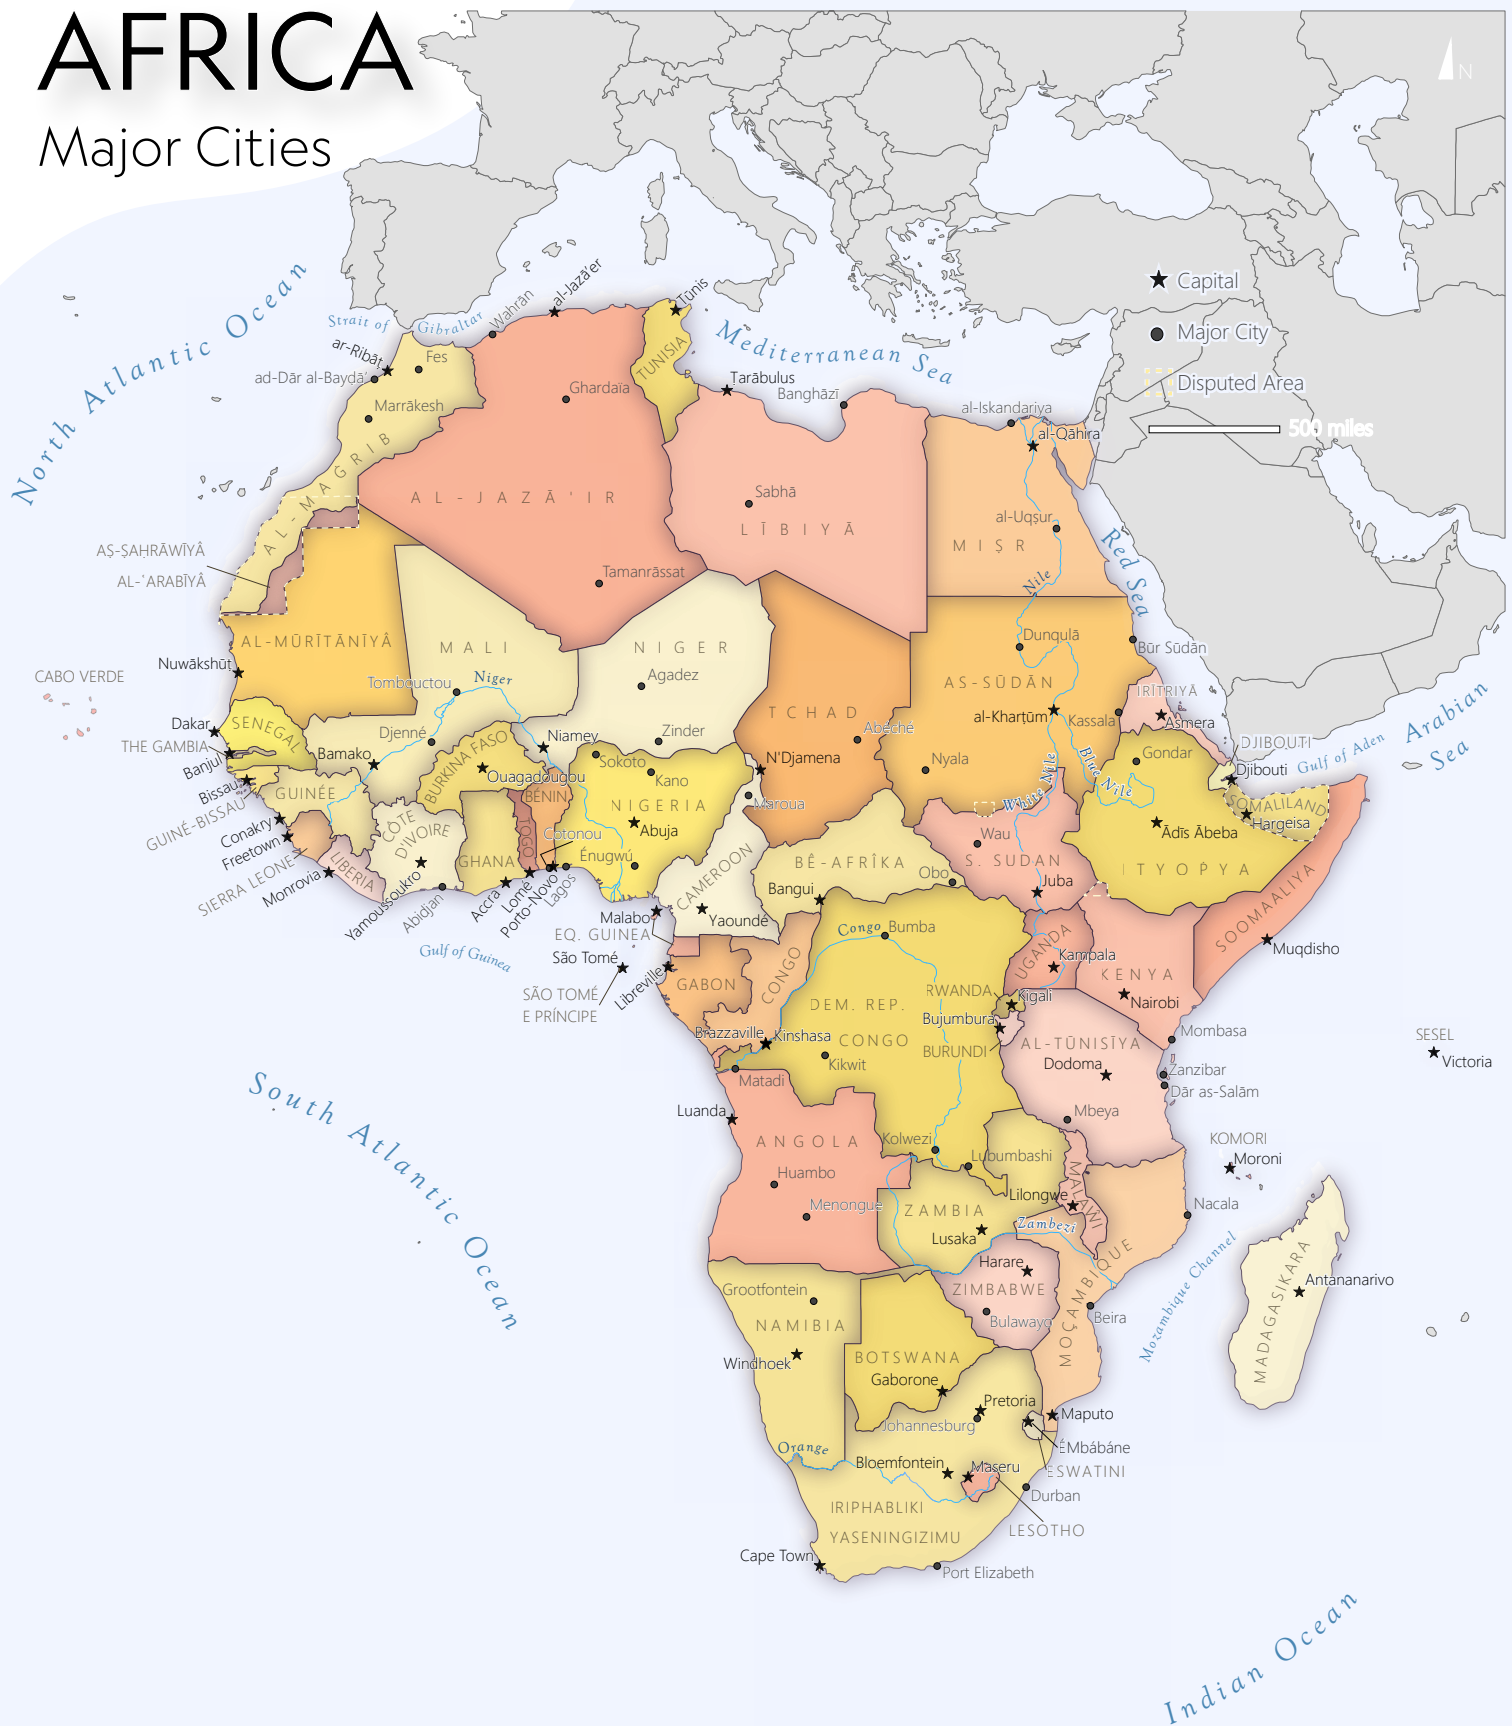 AFRICA
Major Cities
N
Capital
Major City
Disputed Area
500 miles
North Atlantic Ocean
Strait of Gibraltar
Mediterranean Sea
Red Sea
Gulf of Aden
Arabian Sea
Gulf of Guinea
South Atlantic Ocean
Mozambique Channel
Indian Ocean
Wahran
al-Jazā'er
Tunis
ar-Ribāṭ
Fes
ad-Dār al-Bayḍā'
Marrākesh
AL-MAĠRIB
Ghardaïa
TUNISIA
Tarābulus
Banghāzī
al-Iskandariya
al-Qāhira
AL-JAZĀ'IR
Sabhā
LĪBIYĀ
al-Uqṣur
MIṢR
Nile
AṢ-ṢAḤRĀWĪYÂ
AL-ʿARABĪYÂ
Tamanrāssat
AL-MŪRĪTĀNĪYÂ
MALI
NIGER
Nuwākshūṭ
CABO VERDE
Tombouctou
Niger
Agadez
Dunqulā
Būr Sūdān
AS-SŪDĀN
IRĪTRIYĀ
TCHAD
Abéché
al-Kharṭūm
Kassala
Asmera
Dakar
SENEGAL
THE GAMBIA
Banjul
Bamako
Djenné
BURKINA FASO
Niamey
Zinder
Sokoto
Kano
N'Djamena
Nyala
Gondar
DJIBOUTI
Djibouti
Blue Nile
White Nile
Bissau
GUINÉ-BISSAU
GUINÉE
Ouagadougbu
BÉNIN
NIGERIA
Maroua
SOMALILAND
Hargeisa
Conakry
Freetown
SIERRA LEONE
CÔTE
D'IVOIRE
TOGO
Cotonou
Abuja
Wau
Ādīs Ābeba
LIBERIA
Monrovia
Yamoussoukro
Abidjan
GHANA
Accra
Lomé
Porto-Novo
Lagos
Énugwú
CAMEROON
BÊ-AFRÎKA
Obo
S. SUDAN
ITYOṖYA
Bangui
Juba
SOOMAALIYA
Malabo
EQ. GUINEA
São Tomé
Yaoundé
Congo
Bumba
UGANDA
Kampala
KENYA
Muqdisho
SÃO TOMÉ
E PRÍNCIPE
Libreville
GABON
CONGO
DEM. REP.
CONGO
RWANDA
Kigali
Nairobi
Bujumbura
BURUNDI
Brazzaville
Kinshasa
Kikwit
Matadi
AL-TŪNISĪYA
Dodoma
Mombasa
Zanzibar
Dār as-Salām
SESEL
Victoria
Luanda
Mbeya
ANGOLA
Kolwezi
Lubumbashi
KOMORI
Moroni
Huambo
Menongue
Lilongwe
MALAŴI
Nacala
ZAMBIA
Zambezi
Lusaka
Harare
ZIMBABWE
Bulawayo
MOÇAMBIQUE
Beira
Antananarivo
MADAGASIKARA
Grootfontein
NAMIBIA
Windhoek
BOTSWANA
Gaborone
Pretoria
Johannesburg
Maputo
ÉMbábáne
ESWATINI
Orange
Bloemfontein
Maseru
Durban
LESOTHO
IRIPHABLIKI
YASENINGIZIMU
Cape Town
Port Elizabeth